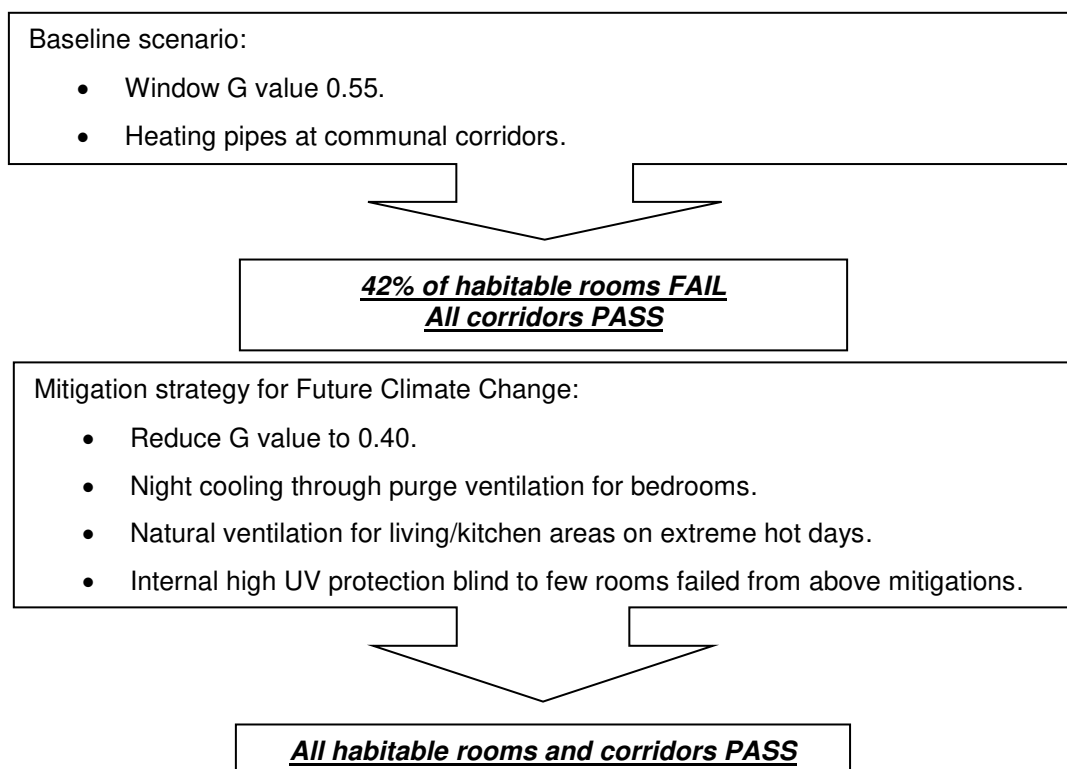 Baseline scenario:
• Window G value 0.55.
• Heating pipes at communal corridors.
42% of habitable rooms FAIL
All corridors PASS
Mitigation strategy for Future Climate Change:
• Reduce G value to 0.40.
• Night cooling through purge ventilation for bedrooms.
• Natural ventilation for living/kitchen areas on extreme hot days.
• Internal high UV protection blind to few rooms failed from above mitigations.
All habitable rooms and corridors PASS